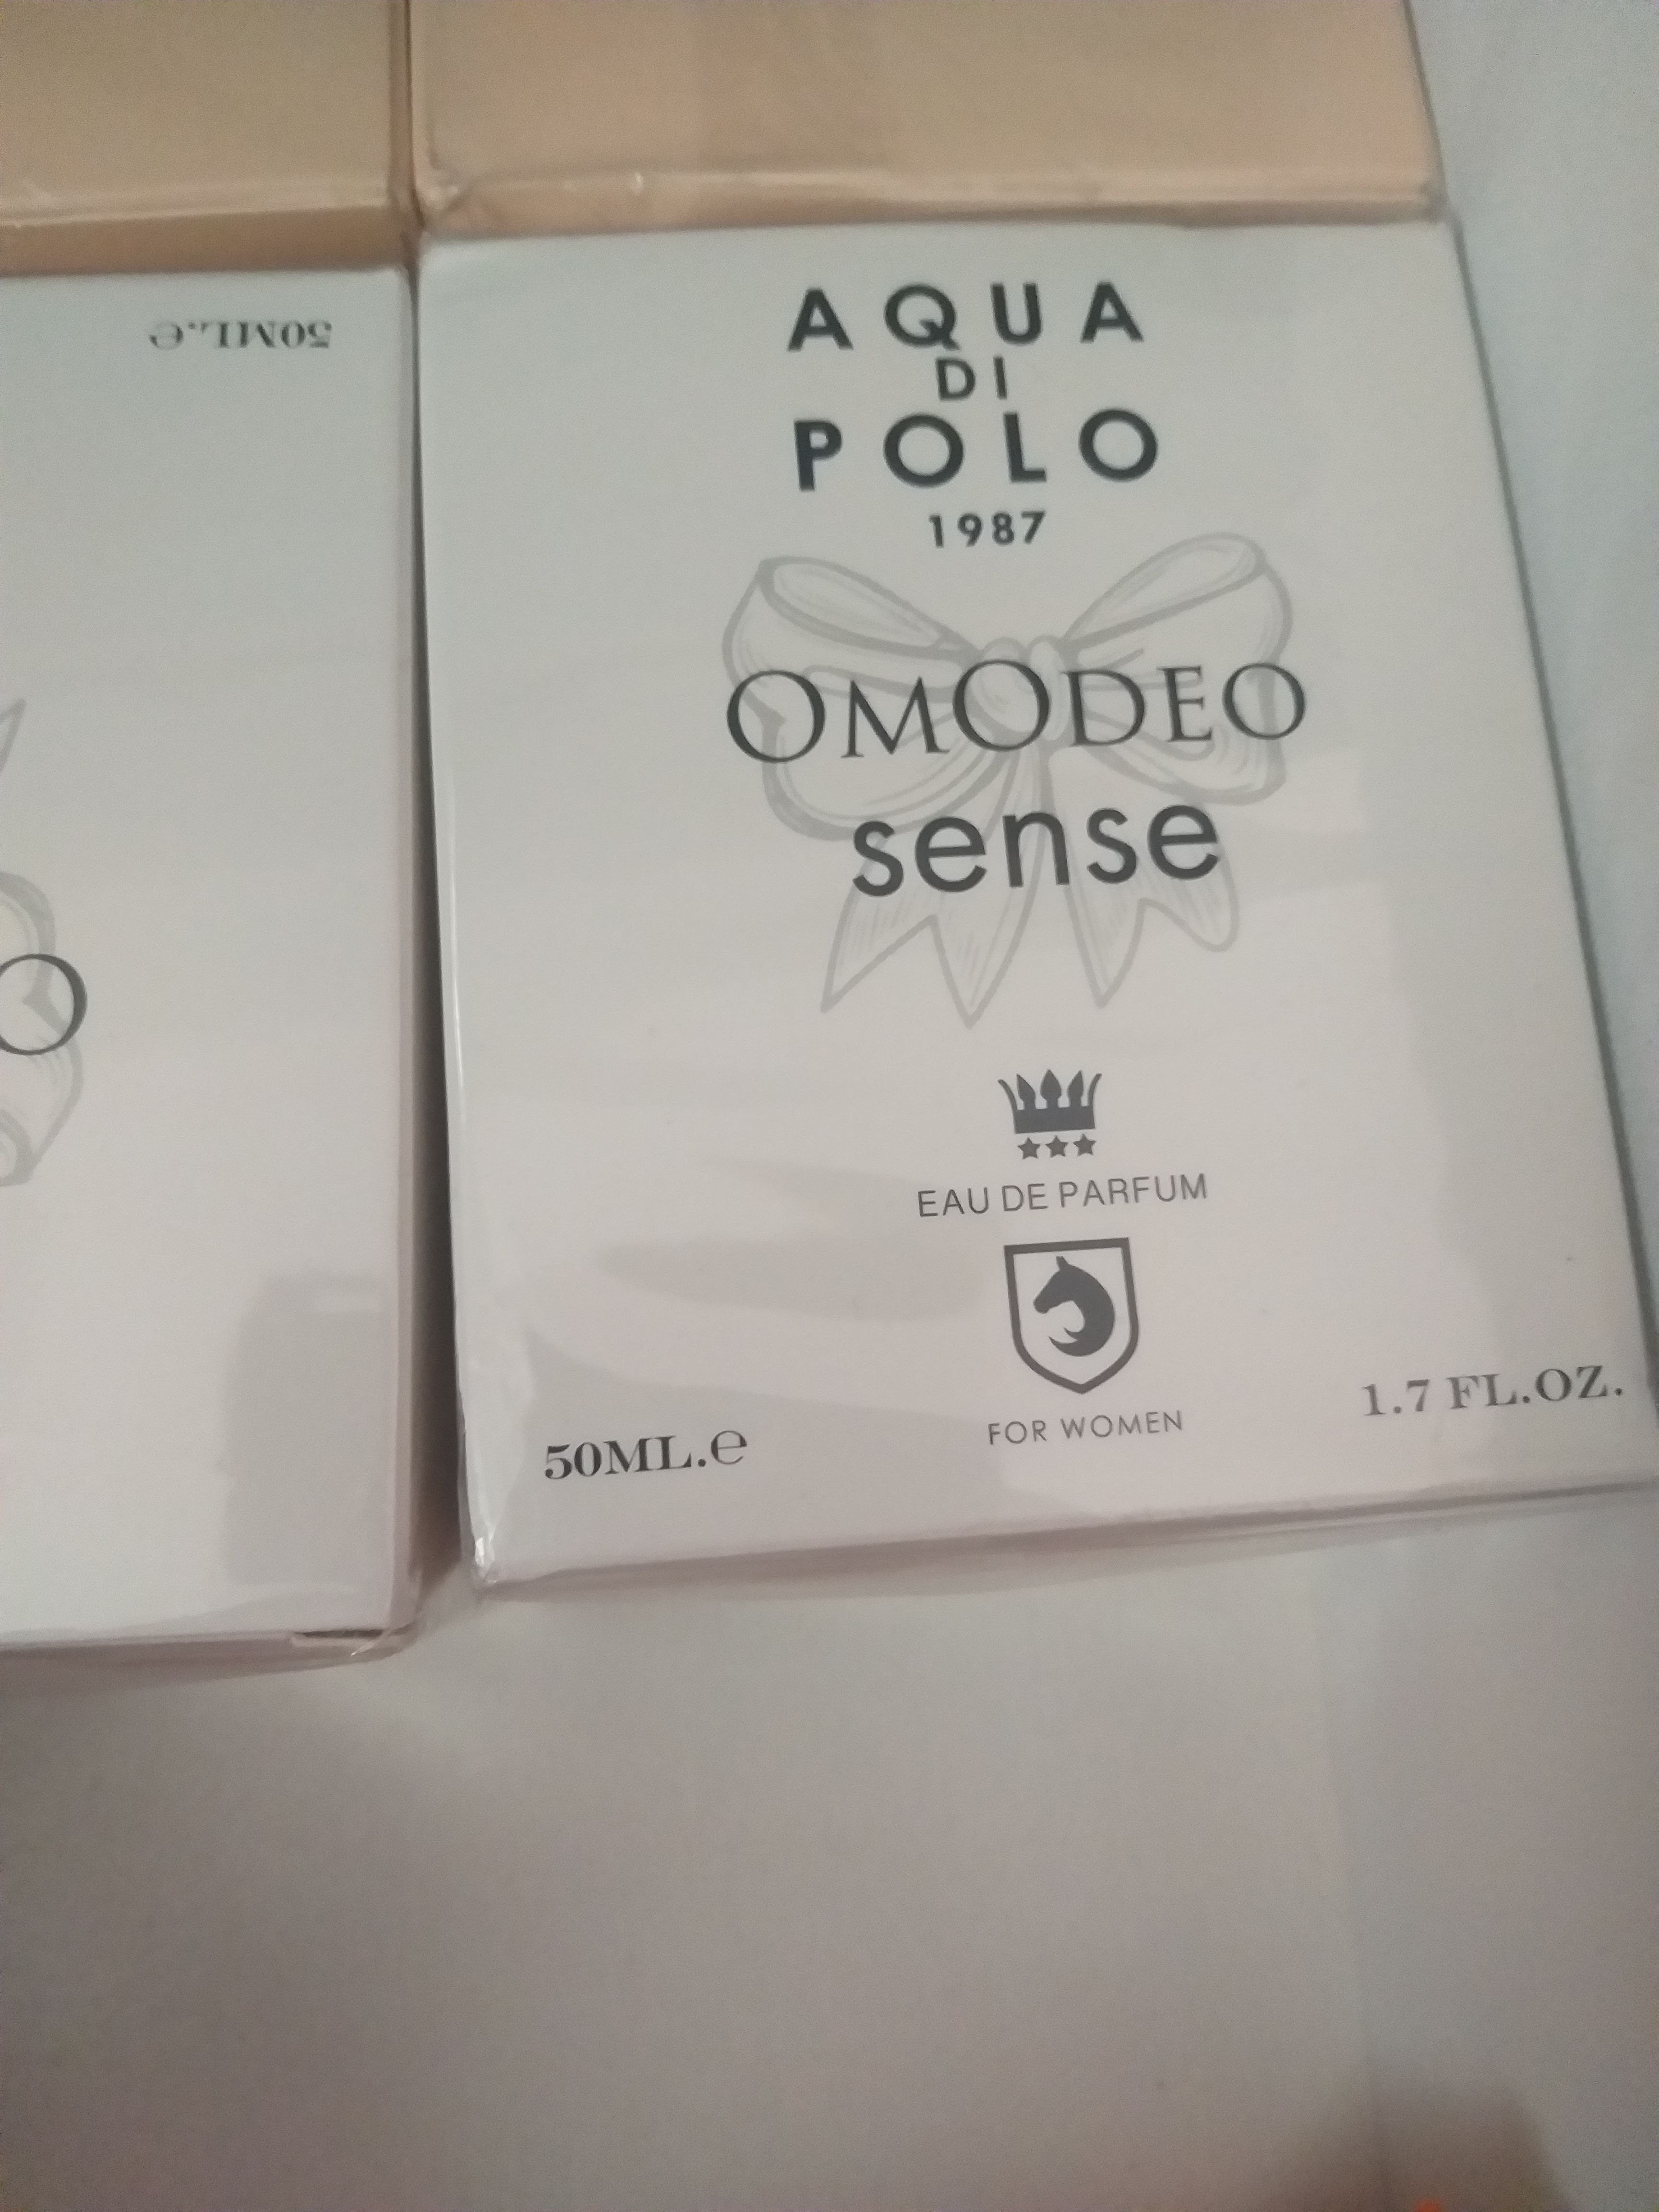 AQUA
DI
POLO
1987
OMODEO
sense
EAU DE PARFUM
FOR WOMEN
50ML.e
1.7 FL.OZ.
50ML.e
O